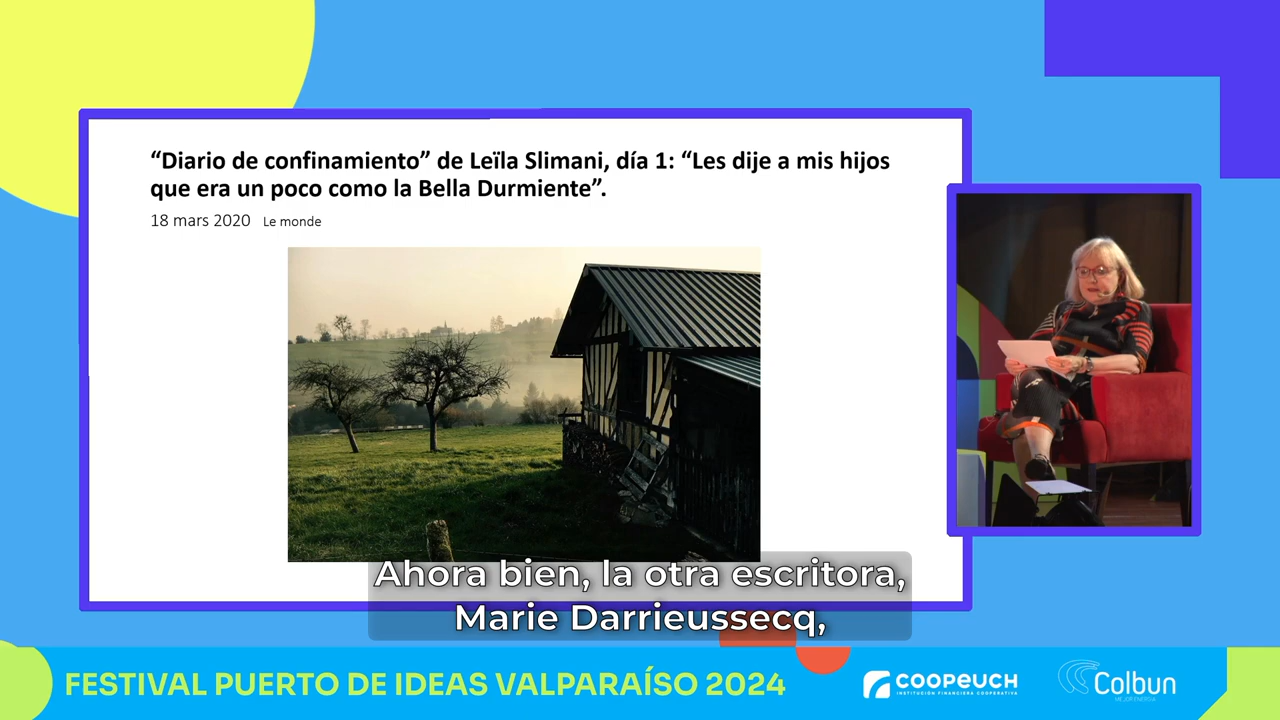 “Diario de confinamiento” de Leïla Slimani, día 1: “Les dije a mis hijos
que era un poco como la Bella Durmiente”.
18 mars 2020 Le monde
Ahora bien, la otra escritora,
Marie Darrieussecq,
FESTIVAL PUERTO DE IDEAS VALPARAÍSO 2024
COOPEUCH
INSTITUCIÓN FINANCIERA COOPERATIVA
Colbun
MEJOR ENERGÍA